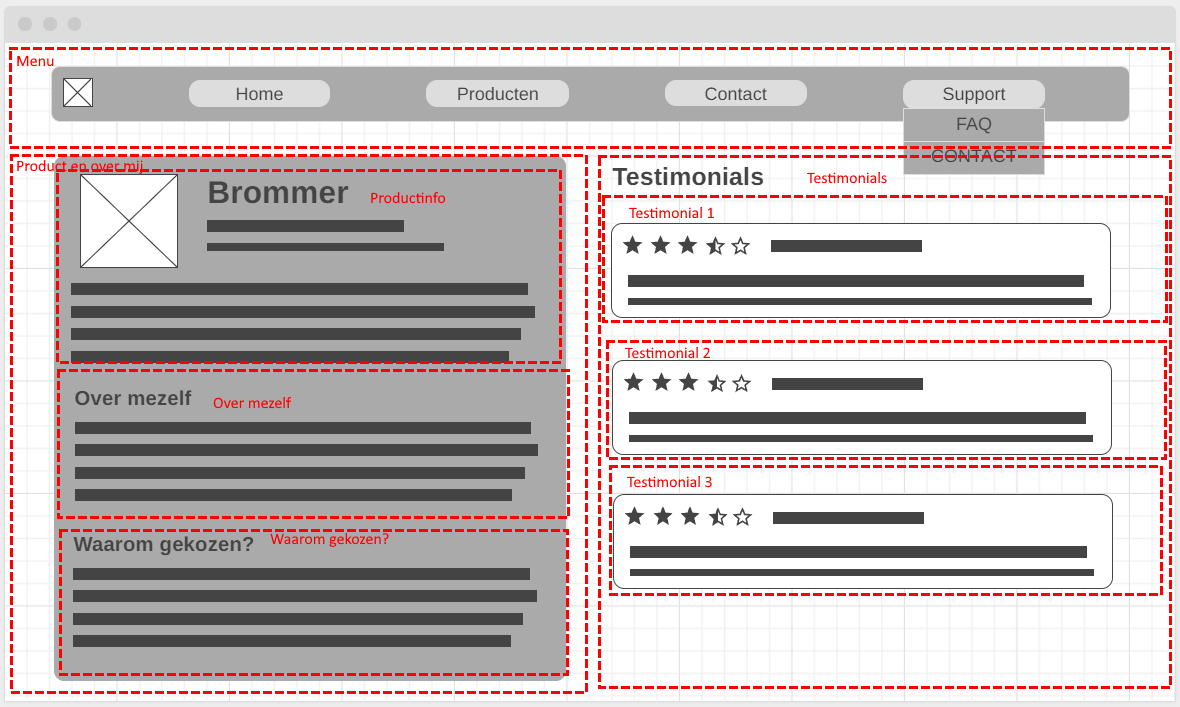 Menu
Home
Producten
Contact
Support
FAQ
CONTACT
Product en over mij
Brommer
Productinfo
Over mezelf
Over mezelf
Waarom gekozen?
Waarom gekozen?
Testimonials
Testimonials
Testimonial 1
Testimonial 2
Testimonial 3